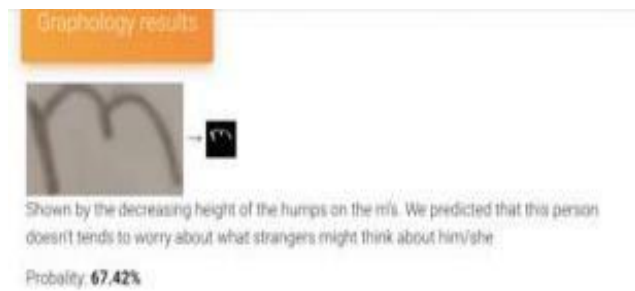 Graphology results
Shown by the decreasing height of the humps on the m's. We predicted that this person
doesn't tends to worry about what strangers might think about him/she
Probality: 67.42%